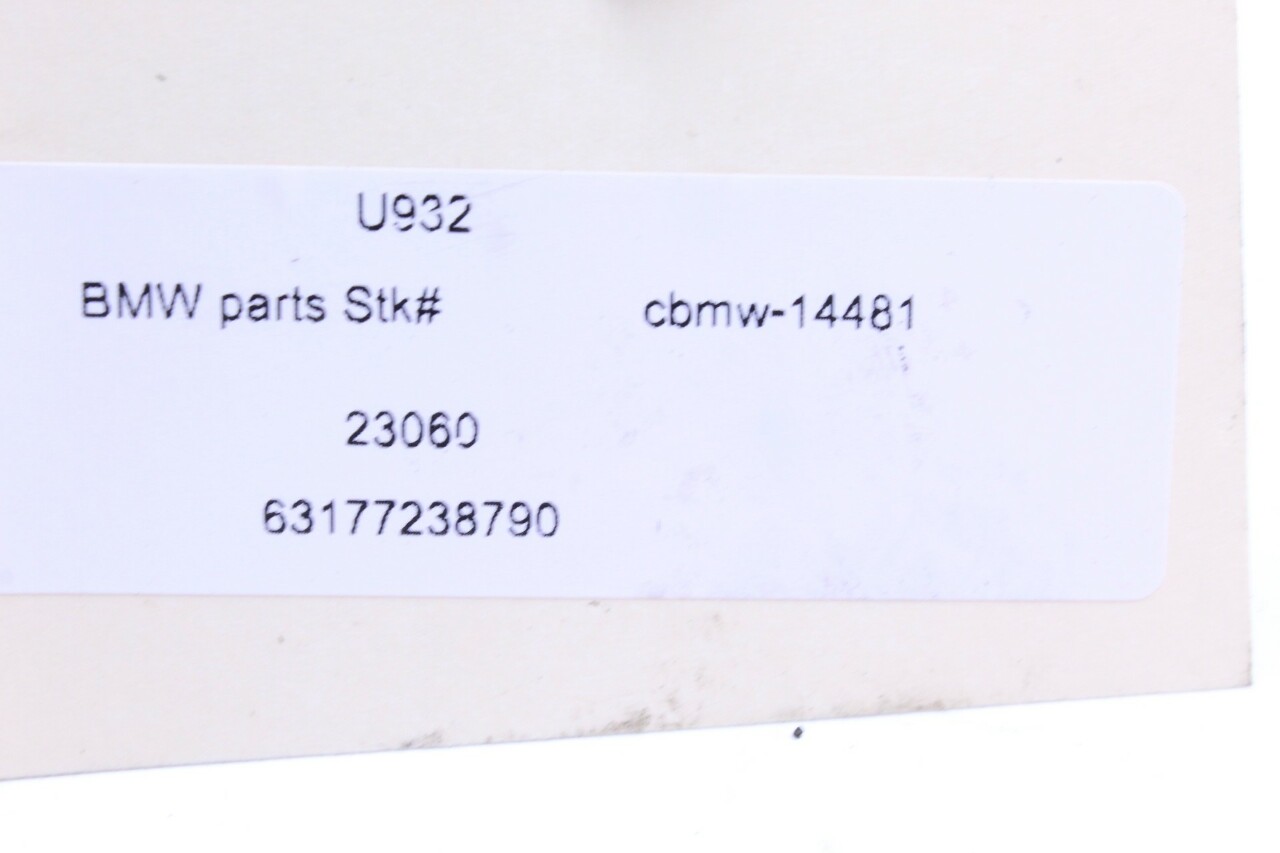 U932
BMW parts Stk# cbmw-14481
23060
63177238790